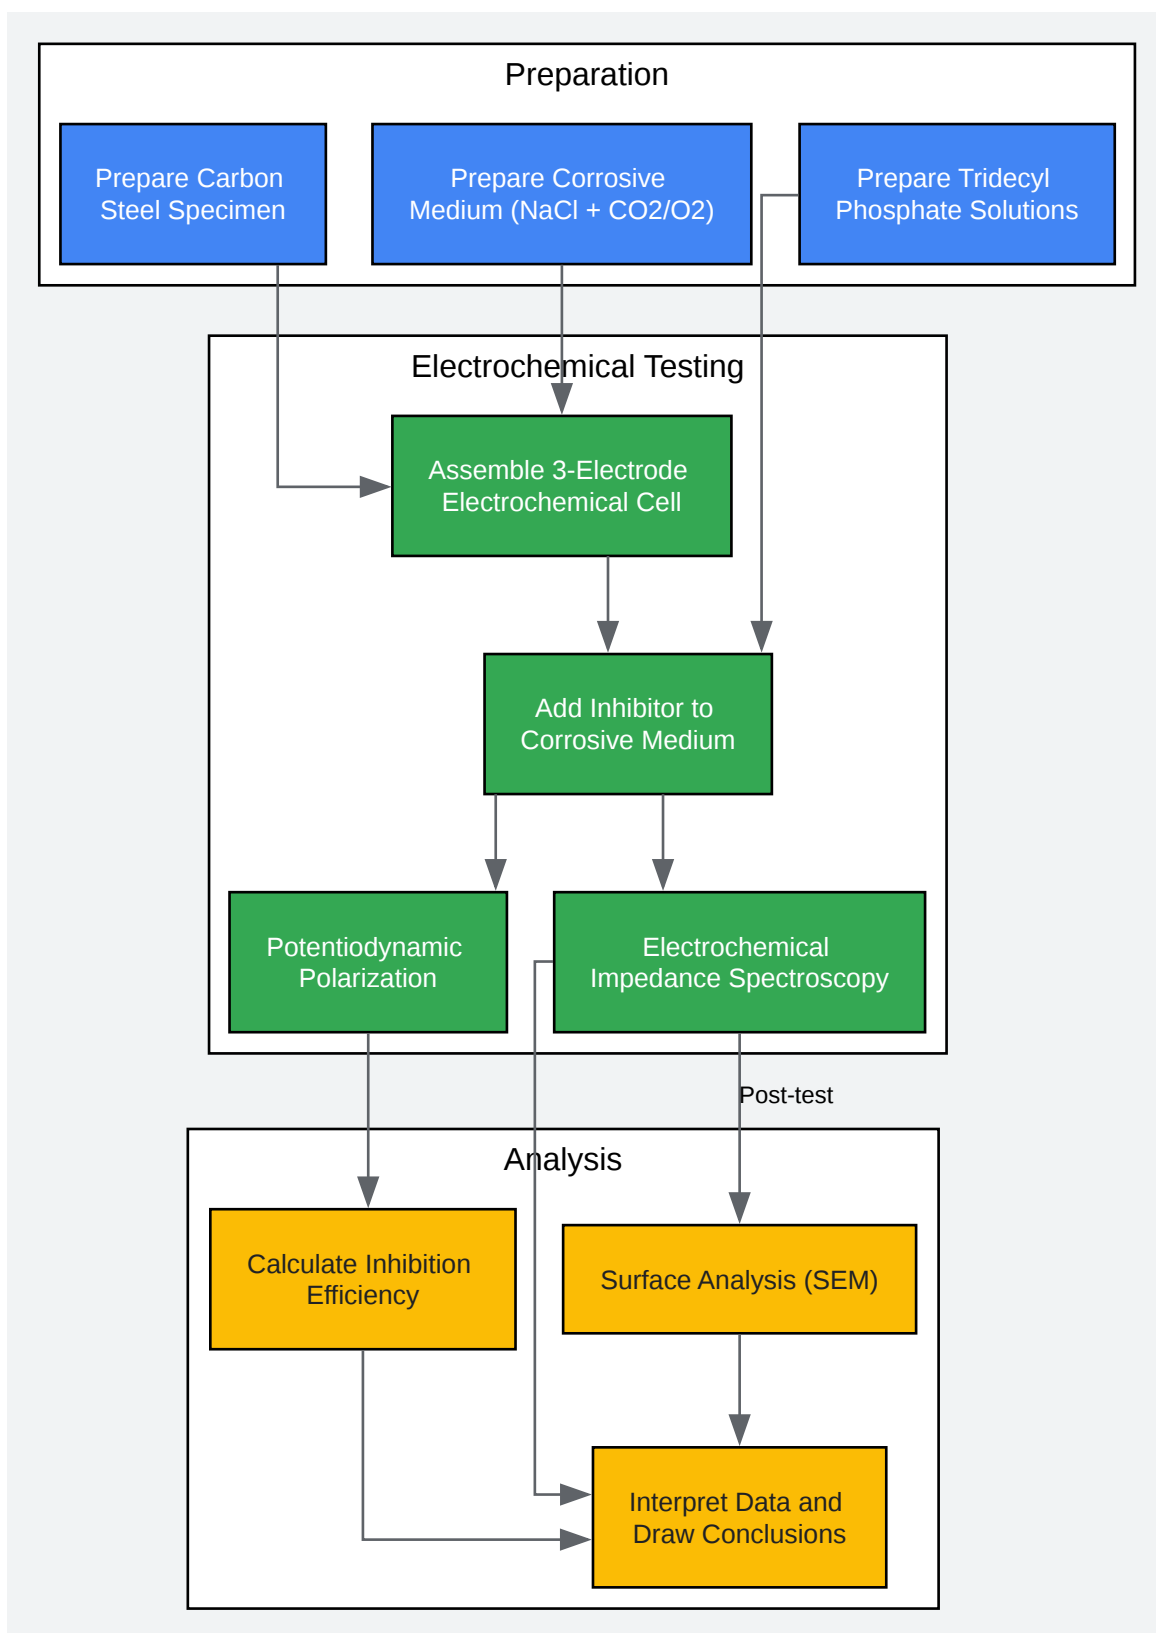 Preparation
Prepare Carbon
Steel Specimen
Prepare Corrosive
Medium (NaCl + CO2/O2)
Prepare Tridecyl
Phosphate Solutions
Electrochemical Testing
Assemble 3-Electrode
Electrochemical Cell
Add Inhibitor to
Corrosive Medium
Potentiodynamic
Polarization
Electrochemical
Impedance Spectroscopy
Post-test
Analysis
Calculate Inhibition
Efficiency
Surface Analysis (SEM)
Interpret Data and
Draw Conclusions